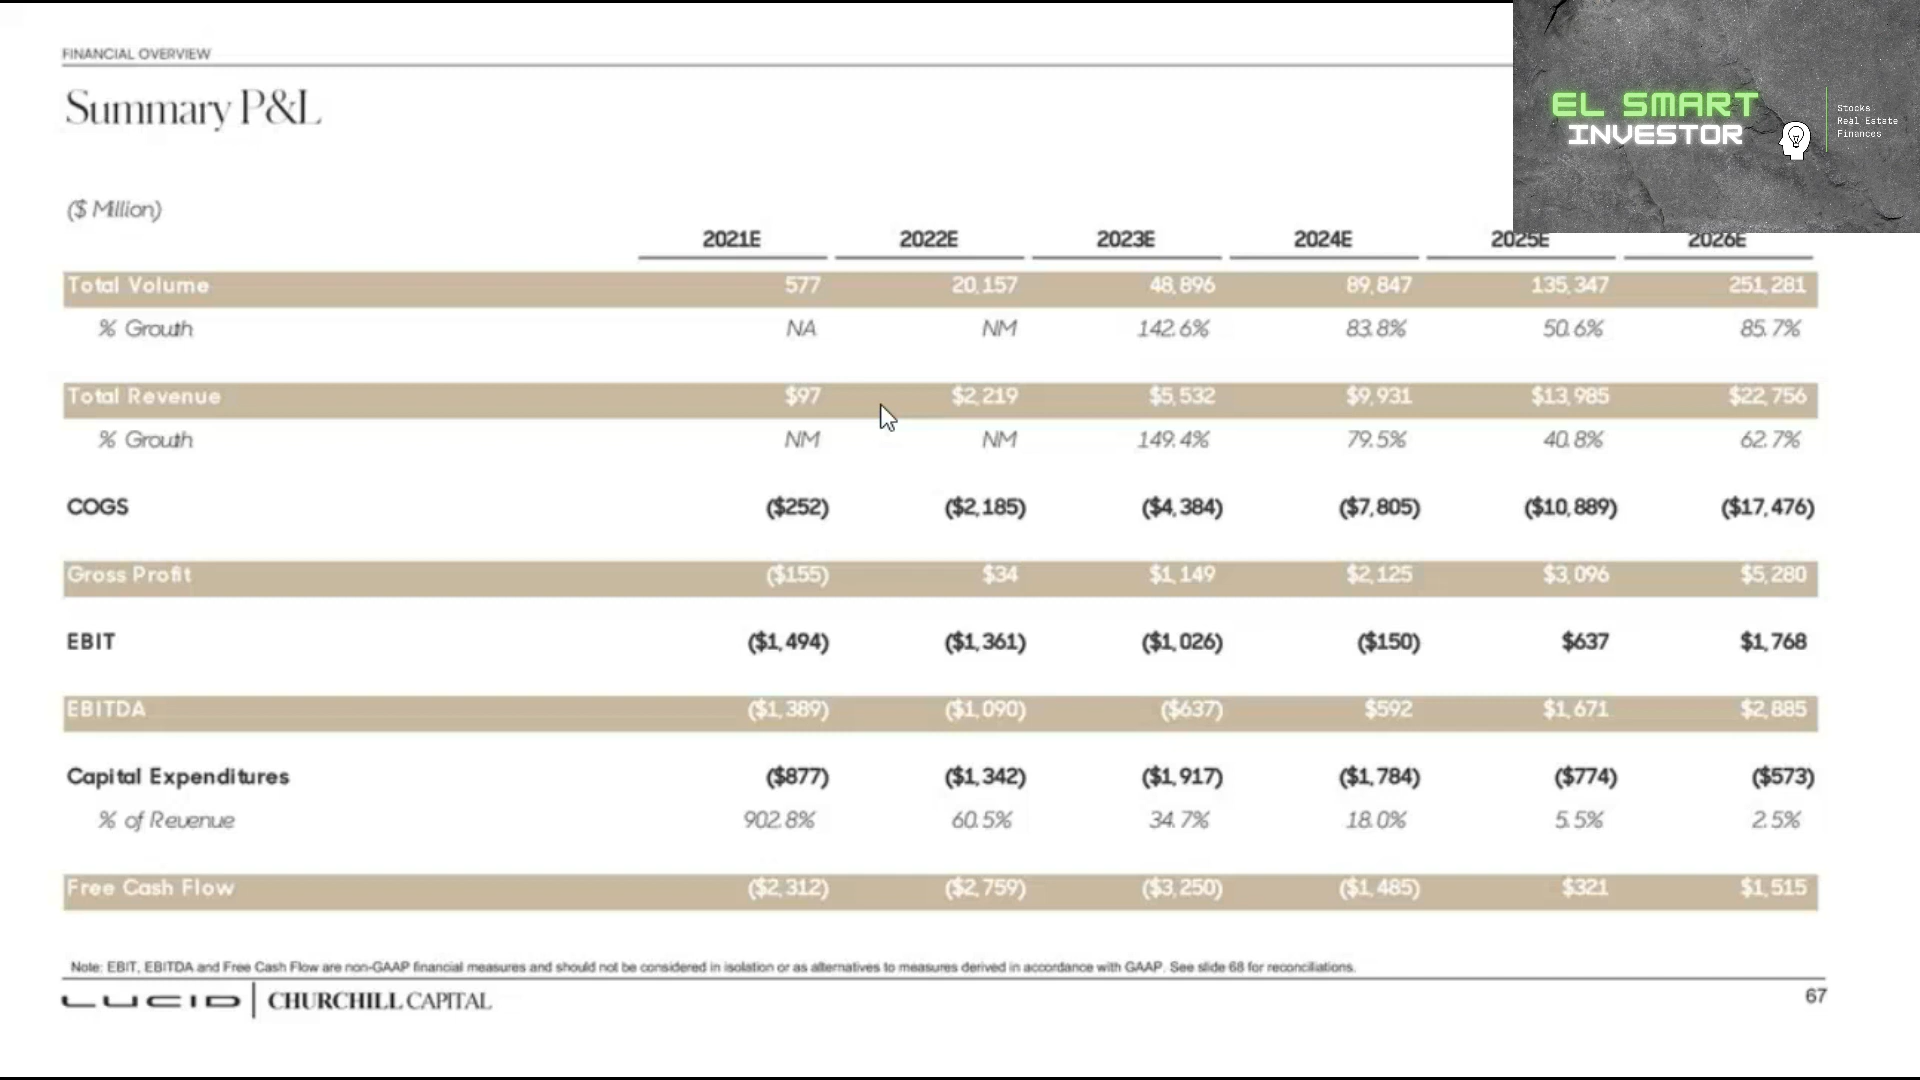 FINANCIAL OVERVIEW
Summary P&L
EL SMART
INVESTOR
Stocks
Real Estate
Finances
($ Million)
2021E 2022E 2023E 2024E 2025E 2026E
Total Volume 577 20,157 48,896 89,847 135,347 251,281
% Growth NA NM 142.6% 83.8% 50.6% 85.7%
Total Revenue $97 $2,219 $5,532 $9,931 $13,985 $22,756
% Growth NM NM 149.4% 79.5% 40.8% 62.7%
COGS ($252) ($2,185) ($4,384) ($7,805) ($10,889) ($17,476)
Gross Profit ($155) $34 $1,149 $2,125 $3,096 $5,280
EBIT ($1,494) ($1,361) ($1,026) ($150) $637 $1,768
EBITDA ($1,389) ($1,090) ($637) $592 $1,671 $2,885
Capital Expenditures ($877) ($1,342) ($1,917) ($1,784) ($774) ($573)
% of Revenue 902.8% 60.5% 34.7% 18.0% 5.5% 2.5%
Free Cash Flow ($2,312) ($2,759) ($3,250) ($1,485) $321 $1,515
Note: EBIT, EBITDA and Free Cash Flow are non-GAAP financial measures and should not be considered in isolation or as alternatives to measures derived in accordance with GAAP. See slide 68 for reconciliations.
LUCID | CHURCHILL CAPITAL 67